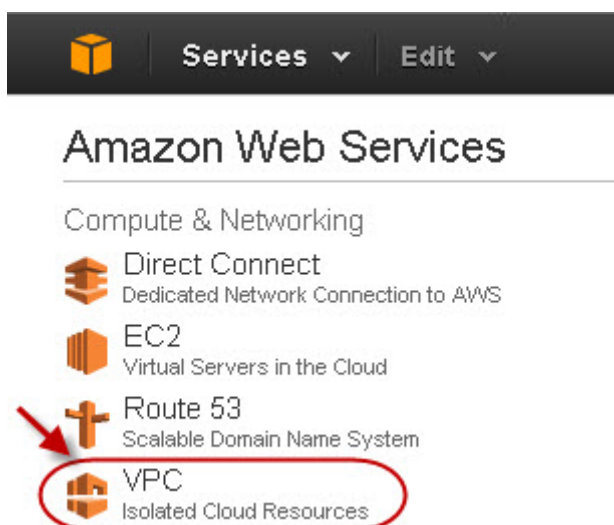 Services Edit
Amazon Web Services
Compute & Networking
Direct Connect
Dedicated Network Connection to AWS
EC2
Virtual Servers in the Cloud
Route 53
Scalable Domain Name System
VPC
Isolated Cloud Resources